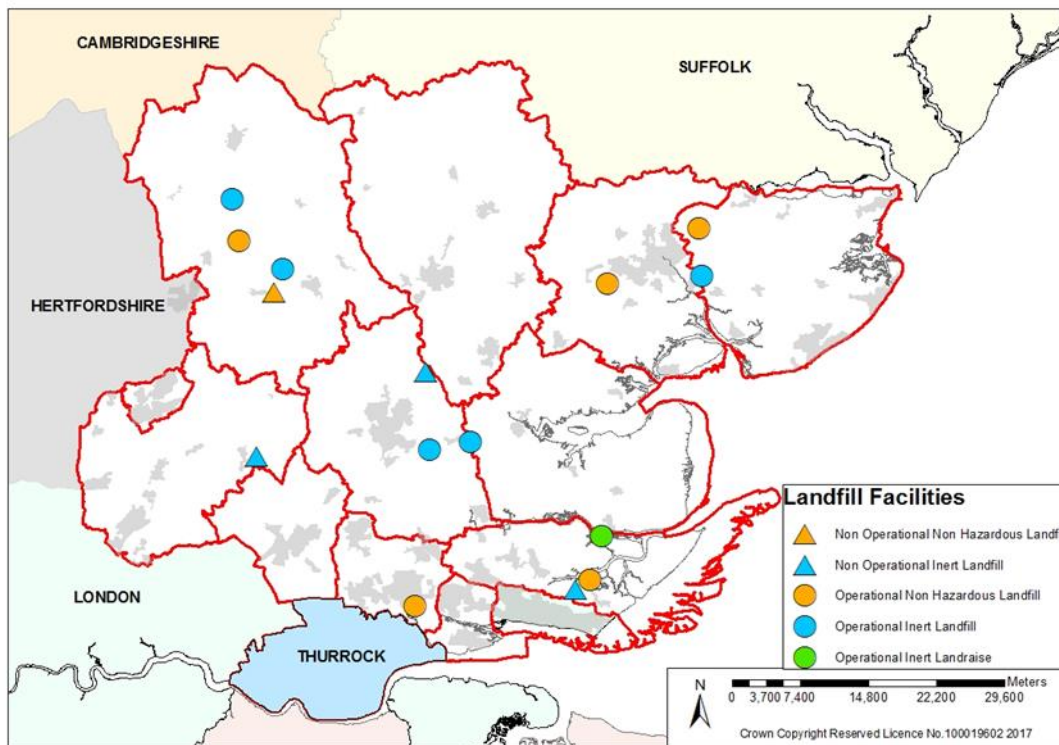 CAMBRIDGESHIRE
SUFFOLK
HERTFORDSHIRE
LONDON
THURROCK
Landfill Facilities
Non Operational Non Hazardous Landf
Non Operational Inert Landfill
Operational Non Hazardous Landfill
Operational Inert Landfill
Operational Inert Landraise
N
Meters
0 3,700 7,400 14,800 22,200 29,600
Crown Copyright Reserved Licence No.100019602 2017